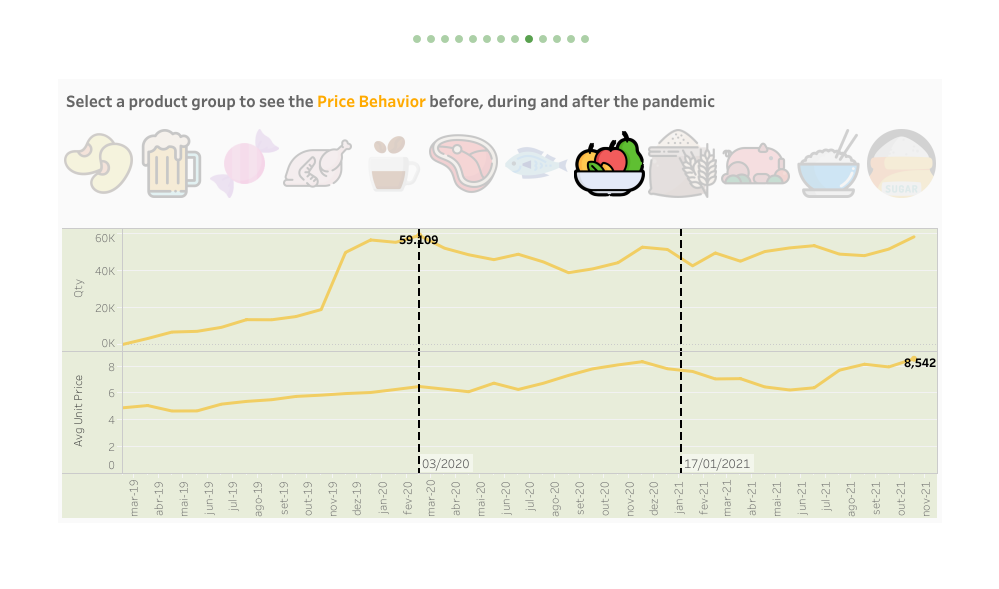 Select a product group to see the Price Behavior before, during and after the pandemic
SUGAR
Qty
60K
40K
20K
0K
59.109
Avg Unit Price
8
6
4
2
0
8,542
03/2020
17/01/2021
mar-19
abr-19
mai-19
jun-19
jul-19
ago-19
set-19
out-19
nov-19
dez-19
jan-20
fev-20
mar-20
abr-20
mai-20
jun-20
jul-20
ago-20
set-20
out-20
nov-20
dez-20
jan-21
fev-21
mar-21
abr-21
mai-21
jun-21
jul-21
ago-21
set-21
out-21
nov-21